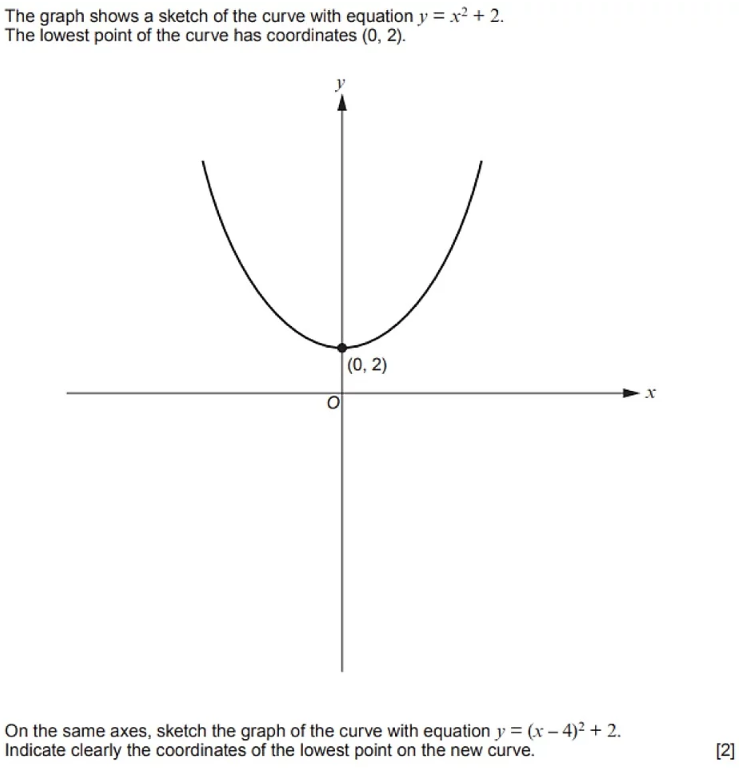 The graph shows a sketch of the curve with equation y = x² + 2.
The lowest point of the curve has coordinates (0, 2).
y
(0, 2)
x
O
On the same axes, sketch the graph of the curve with equation y = (x – 4)² + 2.
Indicate clearly the coordinates of the lowest point on the new curve. [2]